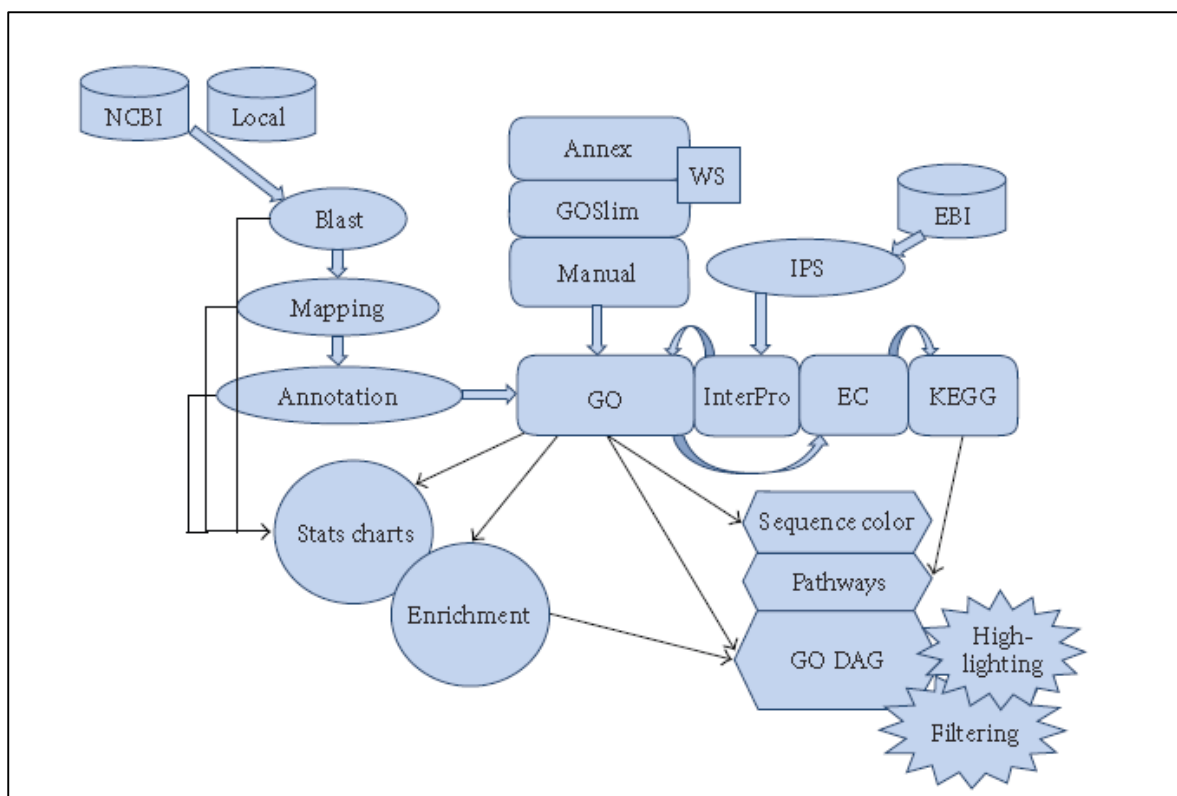 NCBI
Local
Annex
WS
GOSlim
EBI
Blast
Manual
IPS
Mapping
Annotation
GO
InterPro
EC
KEGG
Stats charts
Sequence color
Pathways
Enrichment
GO DAG
High-
lighting
Filtering